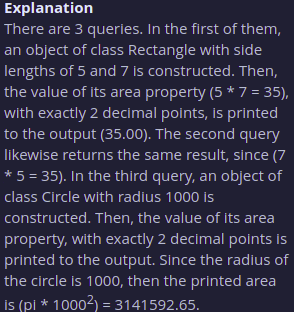 Explanation
There are 3 queries. In the first of them,
an object of class Rectangle with side
lengths of 5 and 7 is constructed. Then,
the value of its area property (5 * 7 = 35),
with exactly 2 decimal points, is printed
to the output (35.00). The second query
likewise returns the same result, since (7
* 5 = 35). In the third query, an object of
class Circle with radius 1000 is
constructed. Then, the value of its area
property, with exactly 2 decimal points is
printed to the output. Since the radius of
the circle is 1000, then the printed area
is (pi * 1000²) = 3141592.65.